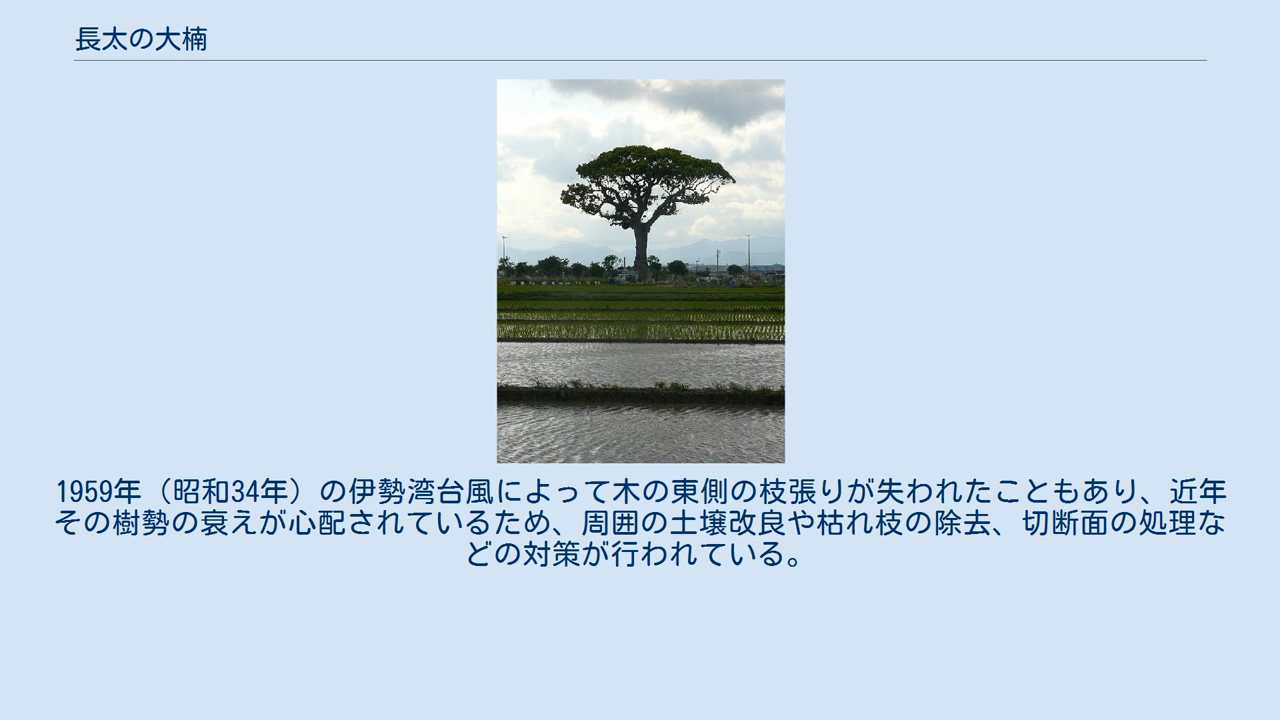 長太の大楠
1959年（昭和34年）の伊勢湾台風によって木の東側の枝張りが失われたこともあり、近年
その樹勢の衰えが心配されているため、周囲の土壌改良や枯れ枝の除去、切断面の処理な
どの対策が行われている。